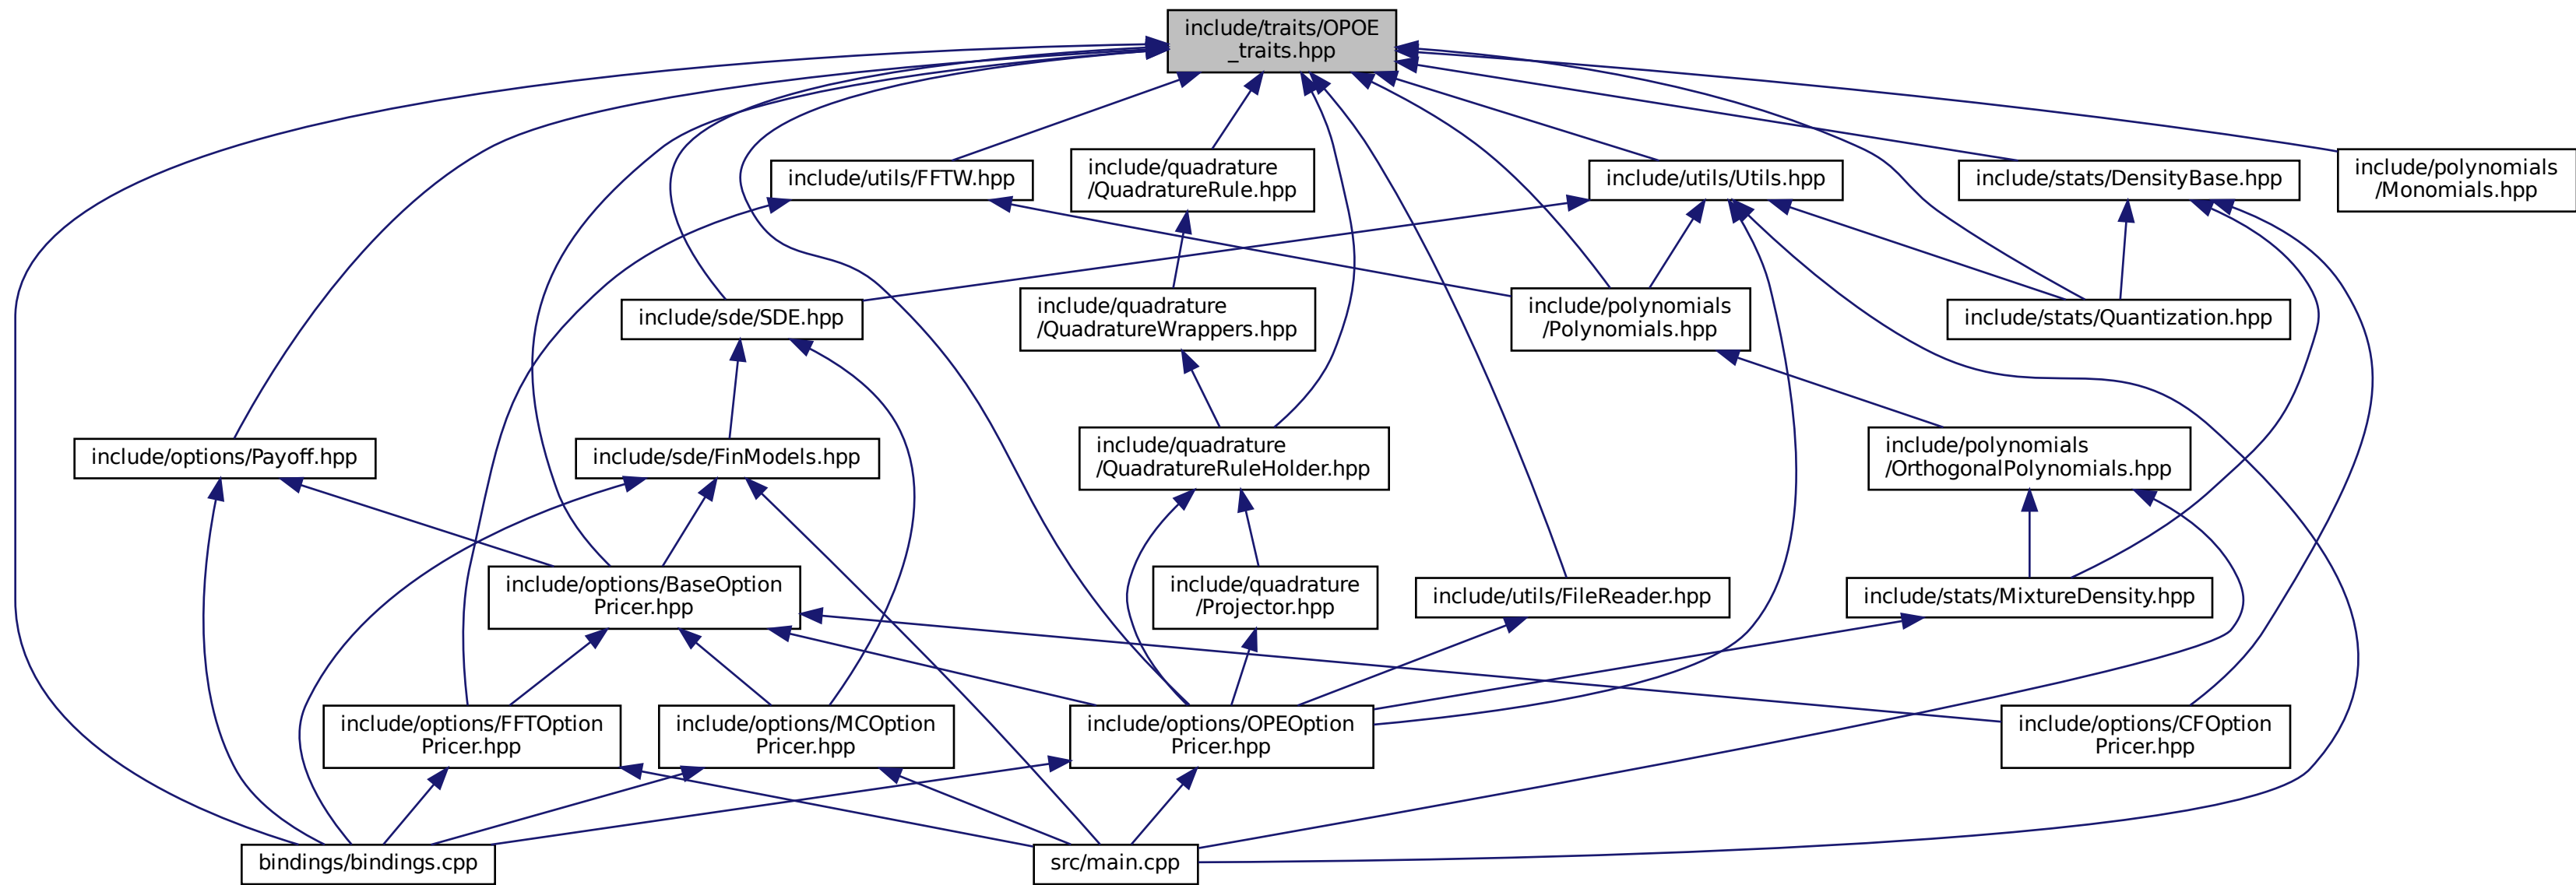 include/traits/OPOE
_traits.hpp
include/utils/FFTW.hpp
include/quadrature
/QuadratureRule.hpp
include/utils/Utils.hpp
include/stats/DensityBase.hpp
include/polynomials
/Monomials.hpp
include/sde/SDE.hpp
include/quadrature
/QuadratureWrappers.hpp
include/polynomials
/Polynomials.hpp
include/stats/Quantization.hpp
include/options/Payoff.hpp
include/sde/FinModels.hpp
include/quadrature
/QuadratureRuleHolder.hpp
include/polynomials
/OrthogonalPolynomials.hpp
include/options/BaseOption
Pricer.hpp
include/quadrature
/Projector.hpp
include/utils/FileReader.hpp
include/stats/MixtureDensity.hpp
include/options/FFTOption
Pricer.hpp
include/options/MCOption
Pricer.hpp
include/options/OPEOption
Pricer.hpp
include/options/CFOption
Pricer.hpp
bindings/bindings.cpp
src/main.cpp